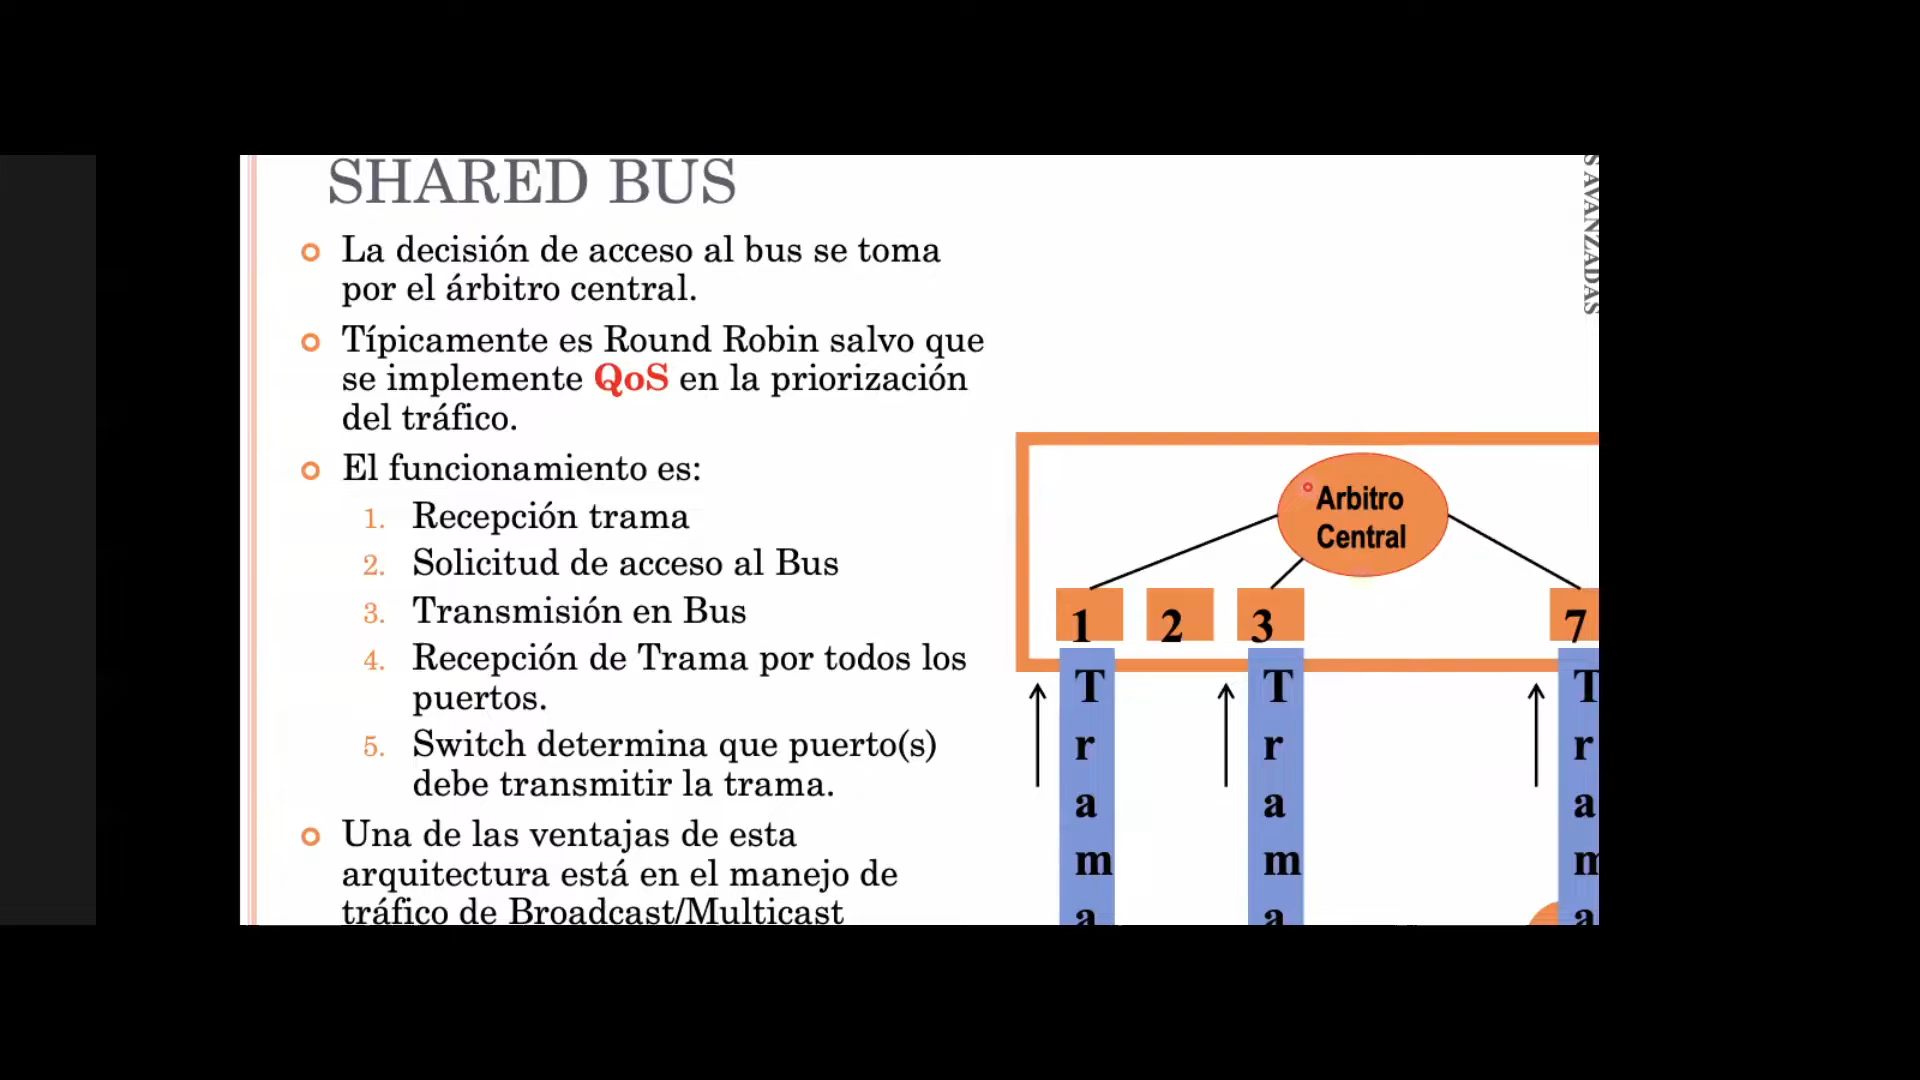 SHARED BUS
La decisión de acceso al bus se toma
por el árbitro central.
Típicamente es Round Robin salvo que
se implemente QoS en la priorización
del tráfico.
El funcionamiento es:
1. Recepción trama
2. Solicitud de acceso al Bus
3. Transmisión en Bus
4. Recepción de Trama por todos los
puertos.
5. Switch determina que puerto(s)
debe transmitir la trama.
Una de las ventajas de esta
arquitectura está en el manejo de
tráfico de Broadcast/Multicast
S AVANZADAS
Arbitro
Central
1 2 3 7
Trama
Trama
Trama